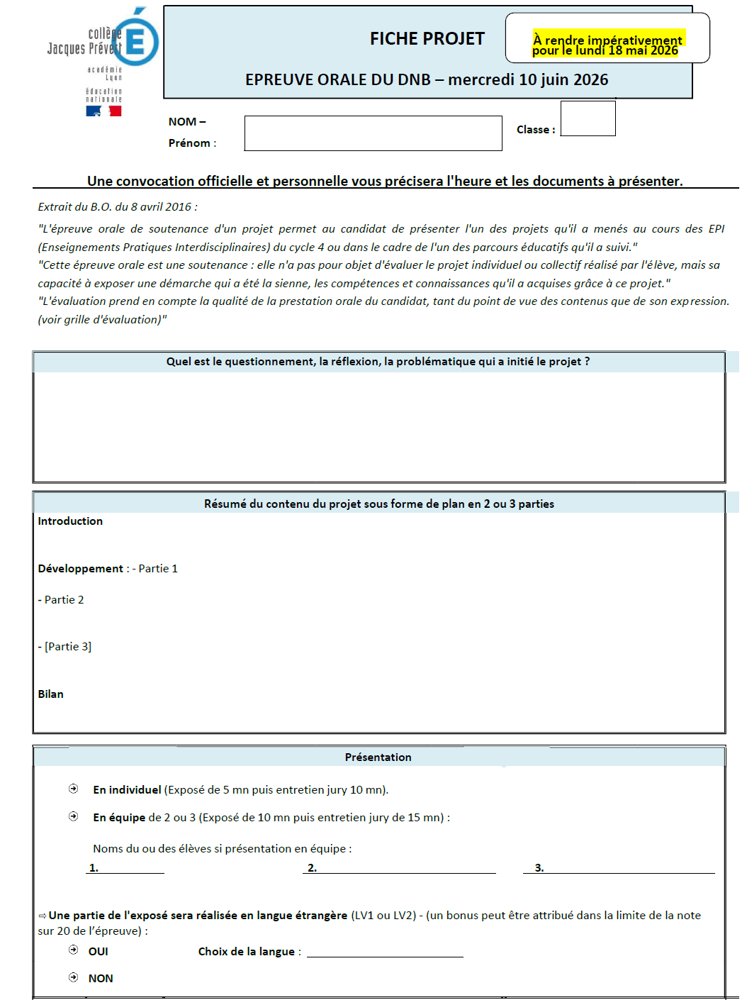 collège
Jacques Prévert
académie
Lyon
éducation
nationale
FICHE PROJET
À rendre impérativement
pour le lundi 18 mai 2026
EPREUVE ORALE DU DNB – mercredi 10 juin 2026
NOM –
Prénom :
Classe :
Une convocation officielle et personnelle vous précisera l'heure et les documents à présenter.
Extrait du B.O. du 8 avril 2016 :
"L'épreuve orale de soutenance d'un projet permet au candidat de présenter l'un des projets qu'il a menés au cours des EPI
(Enseignements Pratiques Interdisciplinaires) du cycle 4 ou dans le cadre de l'un des parcours éducatifs qu'il a suivi."
"Cette épreuve orale est une soutenance : elle n'a pas pour objet d'évaluer le projet individuel ou collectif réalisé par l'élève, mais sa
capacité à exposer une démarche qui a été la sienne, les compétences et connaissances qu'il a acquises grâce à ce projet."
"L'évaluation prend en compte la qualité de la prestation orale du candidat, tant du point de vue des contenus que de son expression.
(voir grille d'évaluation)"
Quel est le questionnement, la réflexion, la problématique qui a initié le projet ?
Résumé du contenu du projet sous forme de plan en 2 ou 3 parties
Introduction
Développement : - Partie 1
- Partie 2
- [Partie 3]
Bilan
Présentation
En individuel (Exposé de 5 mn puis entretien jury 10 mn).
En équipe de 2 ou 3 (Exposé de 10 mn puis entretien jury de 15 mn) :
Noms du ou des élèves si présentation en équipe :
1. 2. 3.
⇨ Une partie de l'exposé sera réalisée en langue étrangère (LV1 ou LV2) - (un bonus peut être attribué dans la limite de la note
sur 20 de l'épreuve) :
OUI Choix de la langue :
NON